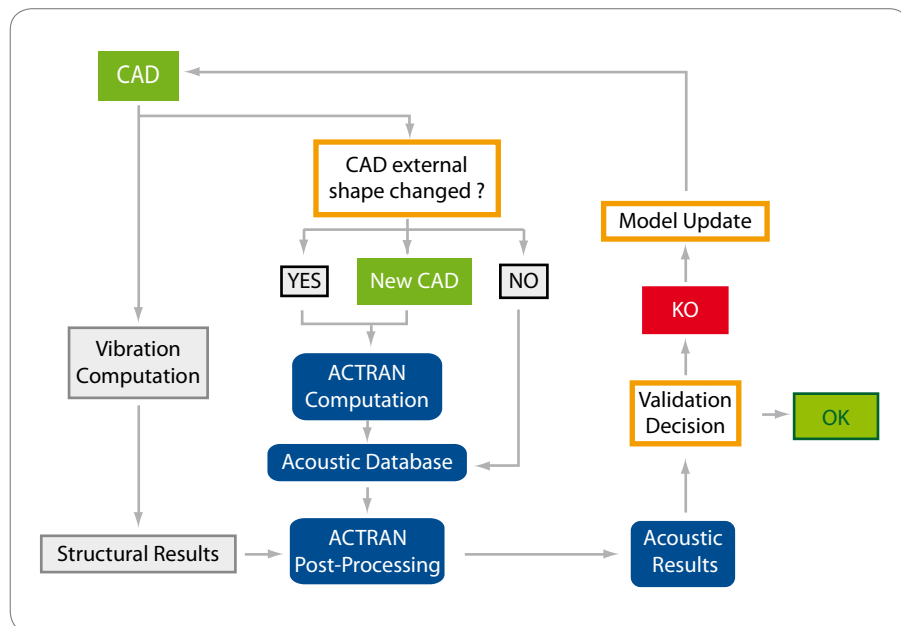 CAD
CAD external
shape changed ?
Model Update
YES
New CAD
NO
KO
Vibration
Computation
ACTRAN
Computation
Validation
Decision
OK
Acoustic Database
Structural Results
ACTRAN
Post-Processing
Acoustic
Results